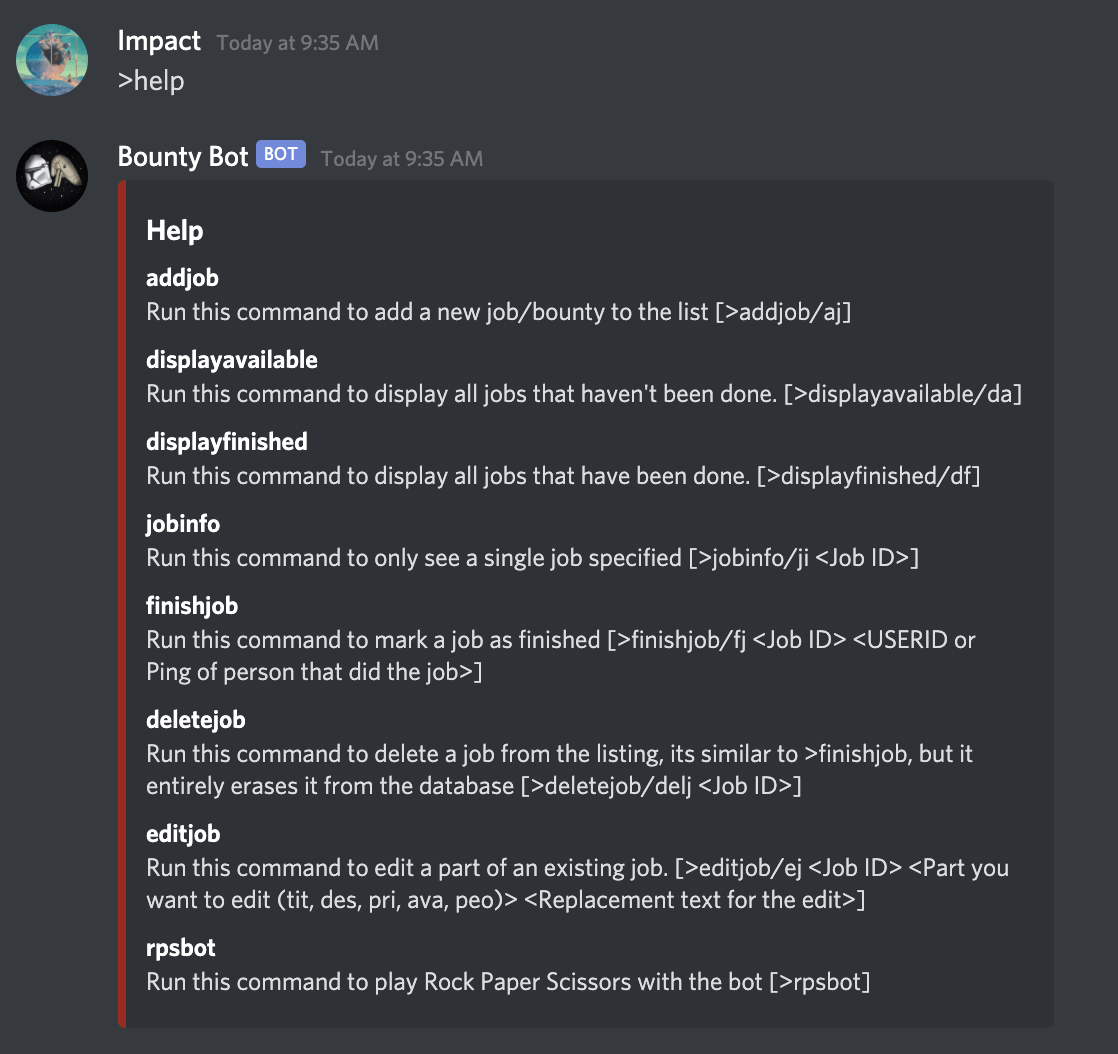 Impact Today at 9:35 AM
>help
Bounty Bot BOT Today at 9:35 AM
Help
addjob
Run this command to add a new job/bounty to the list [>addjob/aj]
displayavailable
Run this command to display all jobs that haven't been done. [>displayavailable/da]
displayfinished
Run this command to display all jobs that have been done. [>displayfinished/df]
jobinfo
Run this command to only see a single job specified [>jobinfo/ji <Job ID>]
finishjob
Run this command to mark a job as finished [>finishjob/fj <Job ID> <USERID or
Ping of person that did the job>]
deletejob
Run this command to delete a job from the listing, its similar to >finishjob, but it
entirely erases it from the database [>deletejob/delj <Job ID>]
editjob
Run this command to edit a part of an existing job. [>editjob/ej <Job ID> <Part you
want to edit (tit, des, pri, ava, peo)> <Replacement text for the edit>]
rpsbot
Run this command to play Rock Paper Scissors with the bot [>rpsbot]